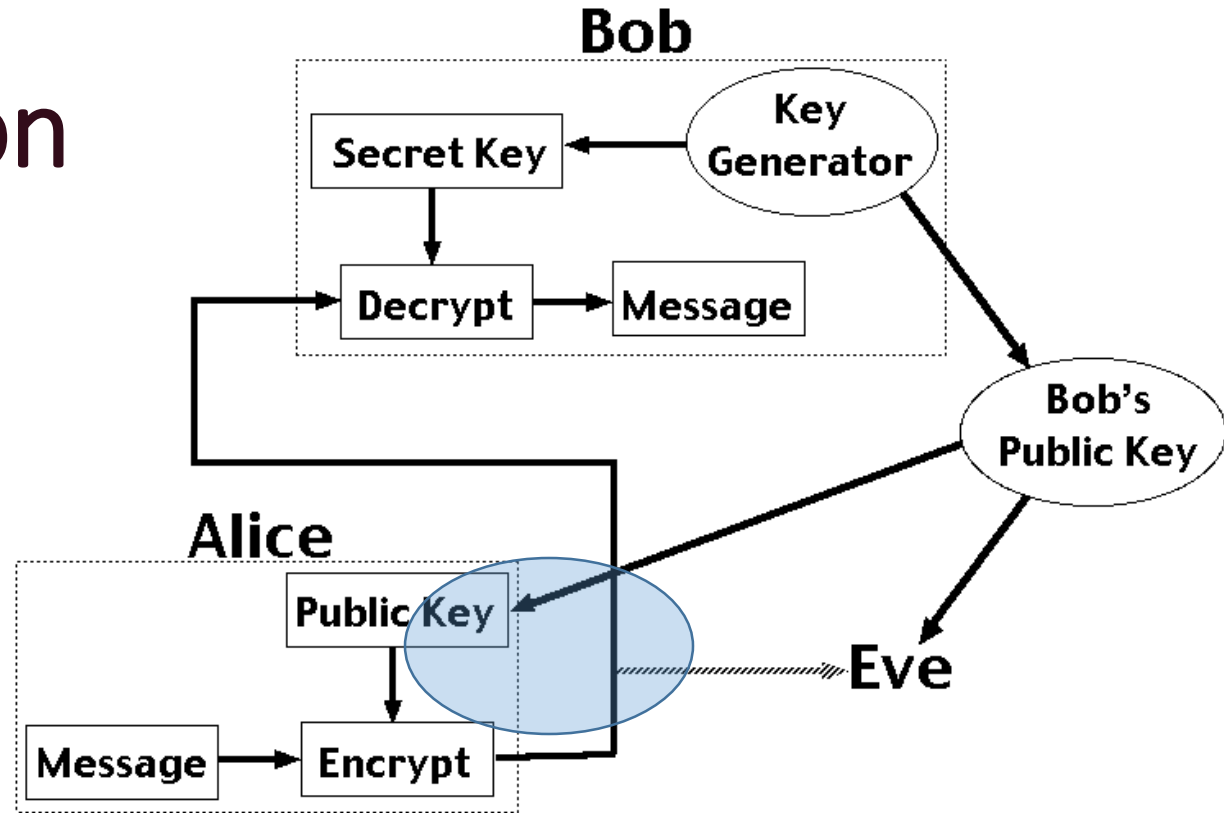 on
Bob
Key
Generator
Secret Key
Decrypt
Message
Bob's
Public Key
Alice
Public Key
Eve
Message
Encrypt